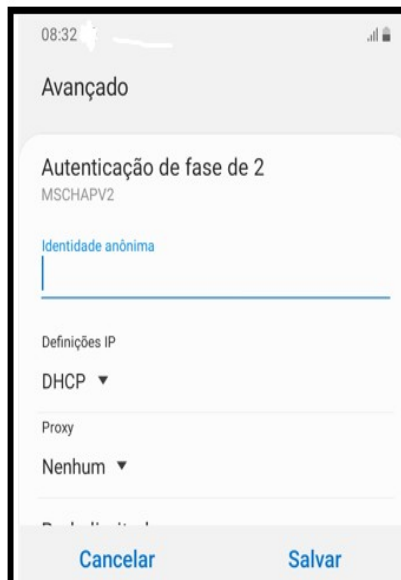 08:32
Avançado
Autenticação de fase de 2
MSCHAPV2
Identidade anônima
Definições IP
DHCP
Proxy
Nenhum
Cancelar Salvar